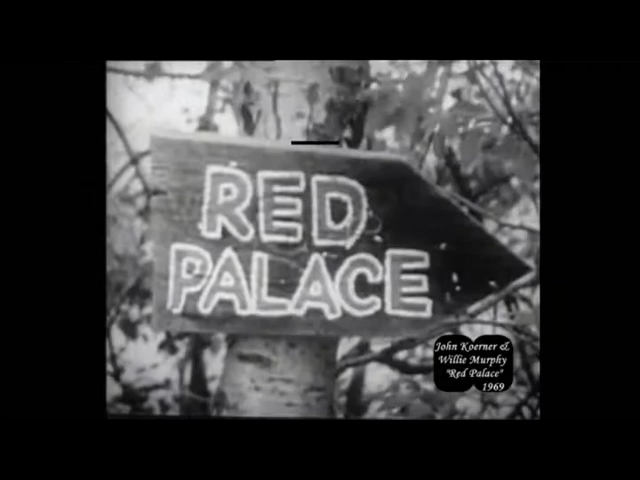 RED
PALACE
John Koerner &
Willie Murphy
"Red Palace"
1969